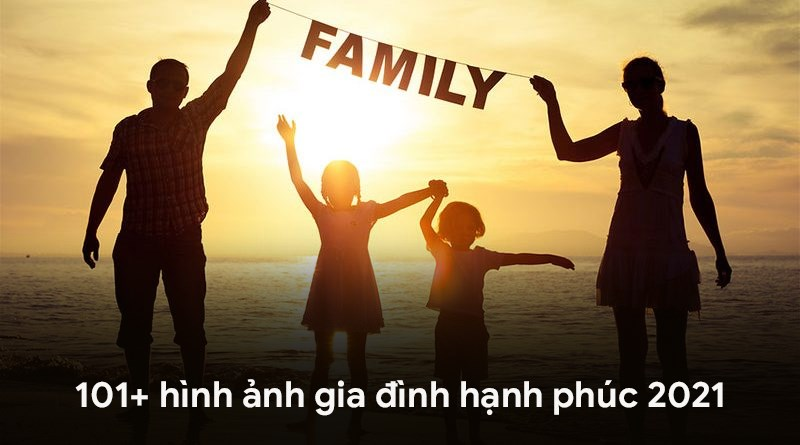 FAMILY
101+ hình ảnh gia đình hạnh phúc 2021